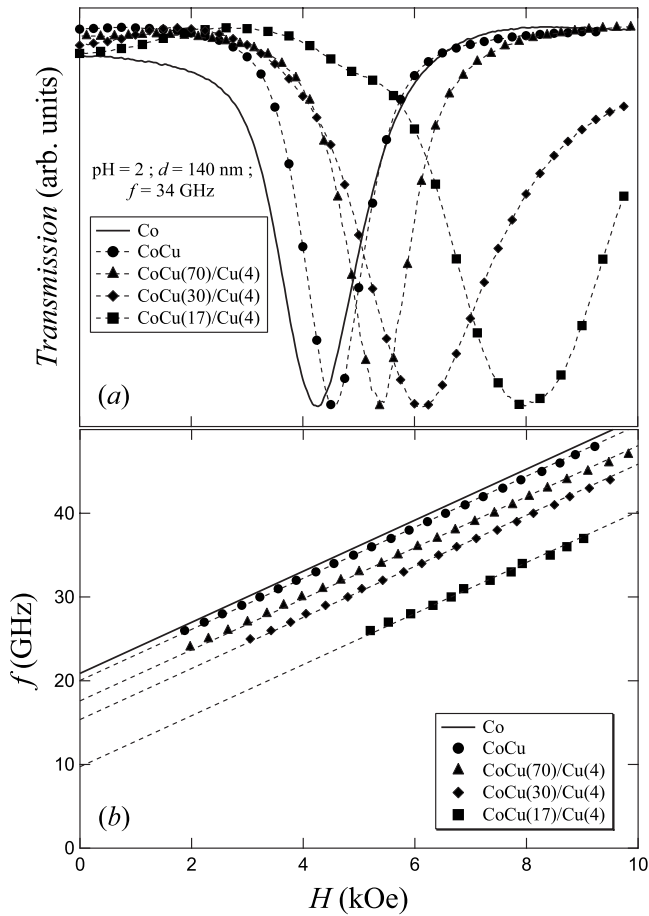 Transmission (arb. units)
pH = 2 ; d = 140 nm ;
f = 34 GHz
Co
CoCu
CoCu(70)/Cu(4)
CoCu(30)/Cu(4)
CoCu(17)/Cu(4)
(a)
f (GHz)
40
30
20
10
0
Co
CoCu
CoCu(70)/Cu(4)
CoCu(30)/Cu(4)
CoCu(17)/Cu(4)
(b)
0 2 4 6 8 10
H (kOe)